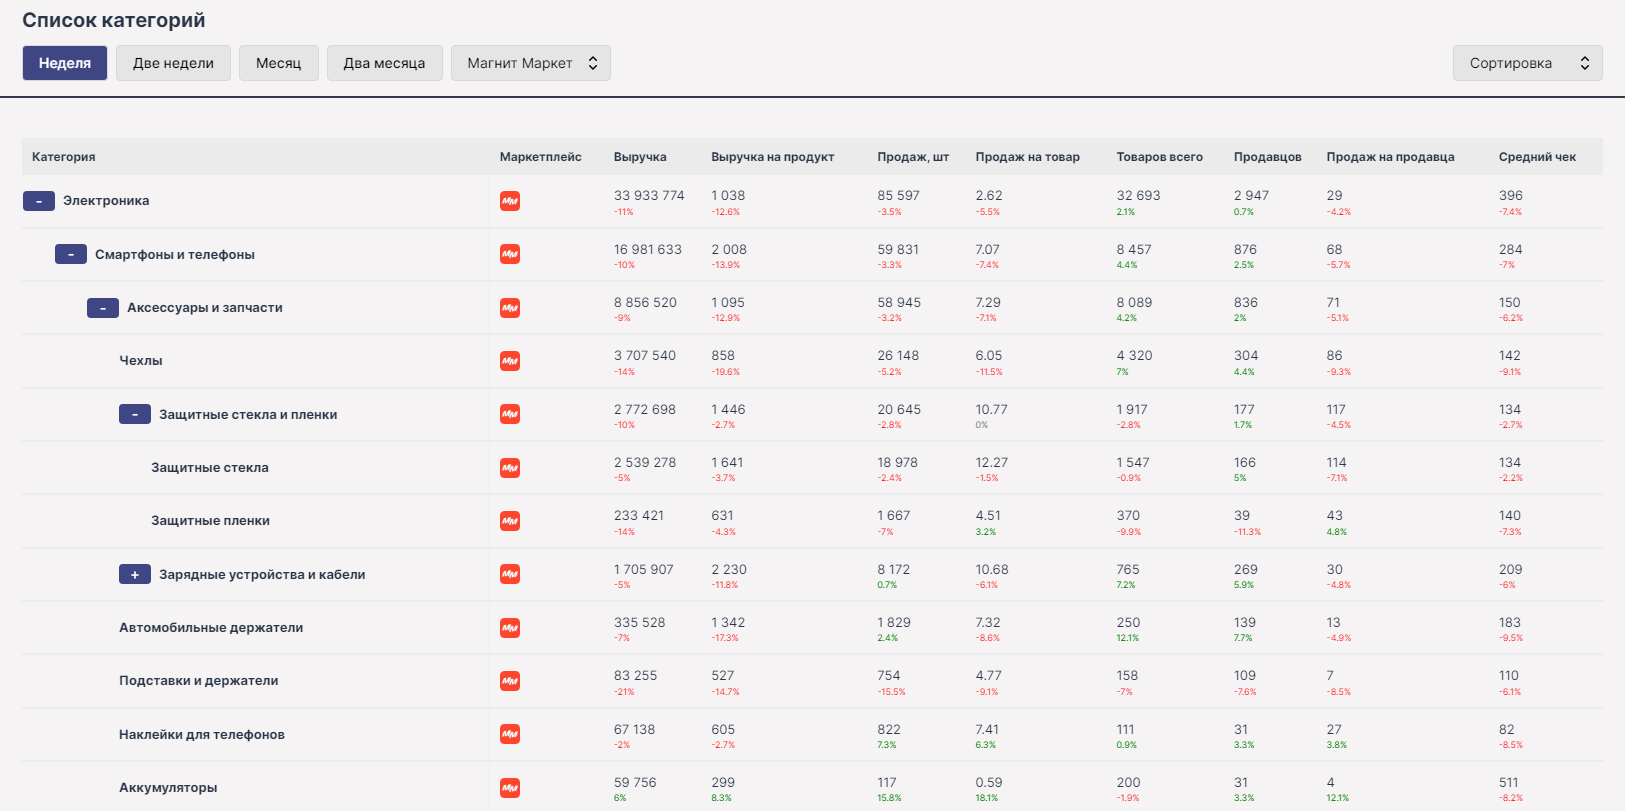 Список категорий
Неделя Две недели Месяц Два месяца Магнит Маркет Сортировка
Категория Маркетплейс Выручка Выручка на продукт Продаж, шт Продаж на товар Товаров всего Продавцов Продаж на продавца Средний чек
- Электроника ММ 33 933 774 1 038 85 597 2.62 32 693 2 947 29 396
-11% -12.6% -3.5% -5.5% 2.1% 0.7% -4.2% -7.4%
- Смартфоны и телефоны ММ 16 981 633 2 008 59 831 7.07 8 457 876 68 284
-10% -13.9% -3.3% -7.4% 4.4% 2.5% -5.7% -7%
- Аксессуары и запчасти ММ 8 856 520 1 095 58 945 7.29 8 089 836 71 150
-9% -12.9% -3.2% -7.1% 4.2% 2% -5.1% -6.2%
Чехлы ММ 3 707 540 858 26 148 6.05 4 320 304 86 142
-14% -19.6% -5.2% -11.5% 7% 4.4% -9.3% -9.1%
- Защитные стекла и пленки ММ 2 772 698 1 446 20 645 10.77 1 917 177 117 134
-10% -2.7% -2.8% 0% -2.8% 1.7% -4.5% -2.7%
Защитные стекла ММ 2 539 278 1 641 18 978 12.27 1 547 166 114 134
-5% -3.7% -2.4% -1.5% -0.9% 5% -7.1% -2.2%
Защитные пленки ММ 233 421 631 1 667 4.51 370 39 43 140
-14% -4.3% -7% 3.2% -9.9% -11.3% 4.8% -7.3%
+ Зарядные устройства и кабели ММ 1 705 907 2 230 8 172 10.68 765 269 30 209
-5% -11.8% 0.7% -6.1% 7.2% 5.9% -4.8% -6%
Автомобильные держатели ММ 335 528 1 342 1 829 7.32 250 139 13 183
-7% -17.3% 2.4% -8.6% 12.1% 7.7% -4.9% -9.5%
Подставки и держатели ММ 83 255 527 754 4.77 158 109 7 110
-21% -14.7% -15.5% -9.1% -7% -7.6% -8.5% -6.1%
Наклейки для телефонов ММ 67 138 605 822 7.41 111 31 27 82
-2% -2.7% 7.3% 6.3% 0.9% 3.3% 3.8% -8.5%
Аккумуляторы ММ 59 756 299 117 0.59 200 31 4 511
6% 8.3% 15.8% 18.1% -1.9% 3.3% 12.1% -8.2%